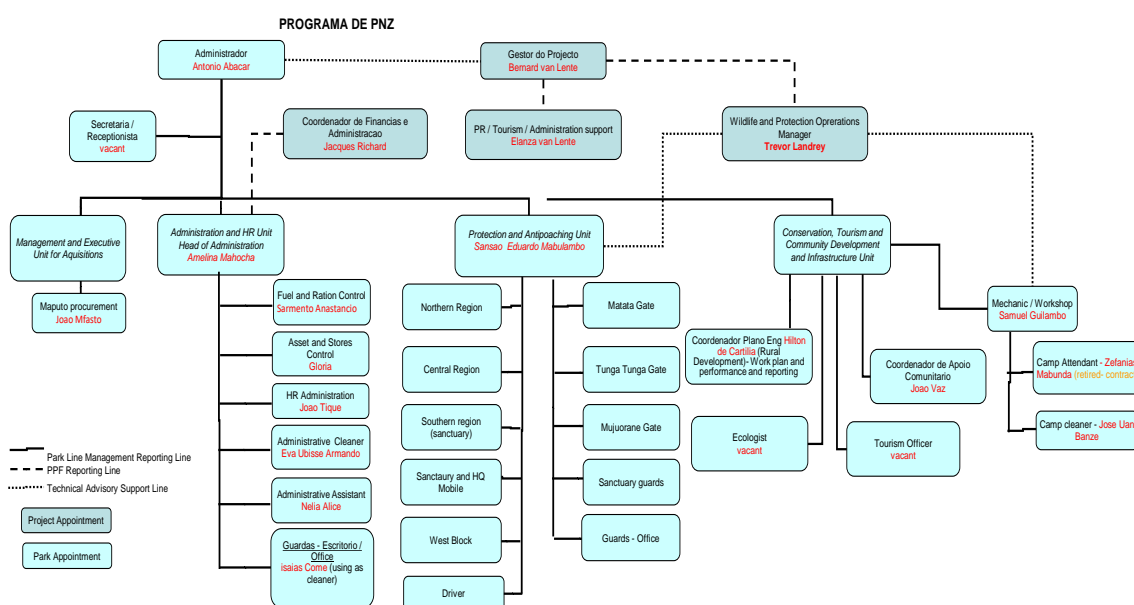 PROGRAMA DE PNZ
Administrador
Antonio Abacar
Gestor do Projecto
Bernard van Lente
Secretaria /
Receptionista
vacant
Coordenador de Financias e
Administracao
Jacques Richard
PR / Tourism / Administration support
Elanza van Lente
Wildlife and Protection Oprerations
Manager
Trevor Landrey
Management and Executive
Unit for Aquisitions
Administration and HR Unit
Head of Administration
Amelina Mahocha
Protection and Antipoaching Unit
Sansao Eduardo Mabulambo
Conservation, Tourism and
Community Development
and Infrastructure Unit
Maputo procurement
Joao Mfasto
Fuel and Ration Control
Sarmento Anastancio
Asset and Stores
Control
Gloria
HR Administration
Joao Tique
Administrative Cleaner
Eva Ubisse Armando
Administrative Assistant
Nelia Alice
Guardas - Escritorio /
Office
isaias Come (using as
cleaner)
Northern Region
Central Region
Southern region
(sanctuary)
Sanctaury and HQ
Mobile
West Block
Driver
Matata Gate
Tunga Tunga Gate
Mujuorane Gate
Sanctuary guards
Guards - Office
Coordenador Plano Eng Hilton
de Cartilia (Rural
Development)- Work plan and
performance and reporting
Ecologist
vacant
Coordenador de Apoio
Comunitario
Joao Vaz
Tourism Officer
vacant
Mechanic / Workshop
Samuel Guilambo
Camp Attendant - Zefanias
Mabunda (retired- contract
Camp cleaner - Jose Uan
Banze
Park Line Management Reporting Line
PPF Reporting Line
Technical Advisory Support Line
Project Appointment
Park Appointment